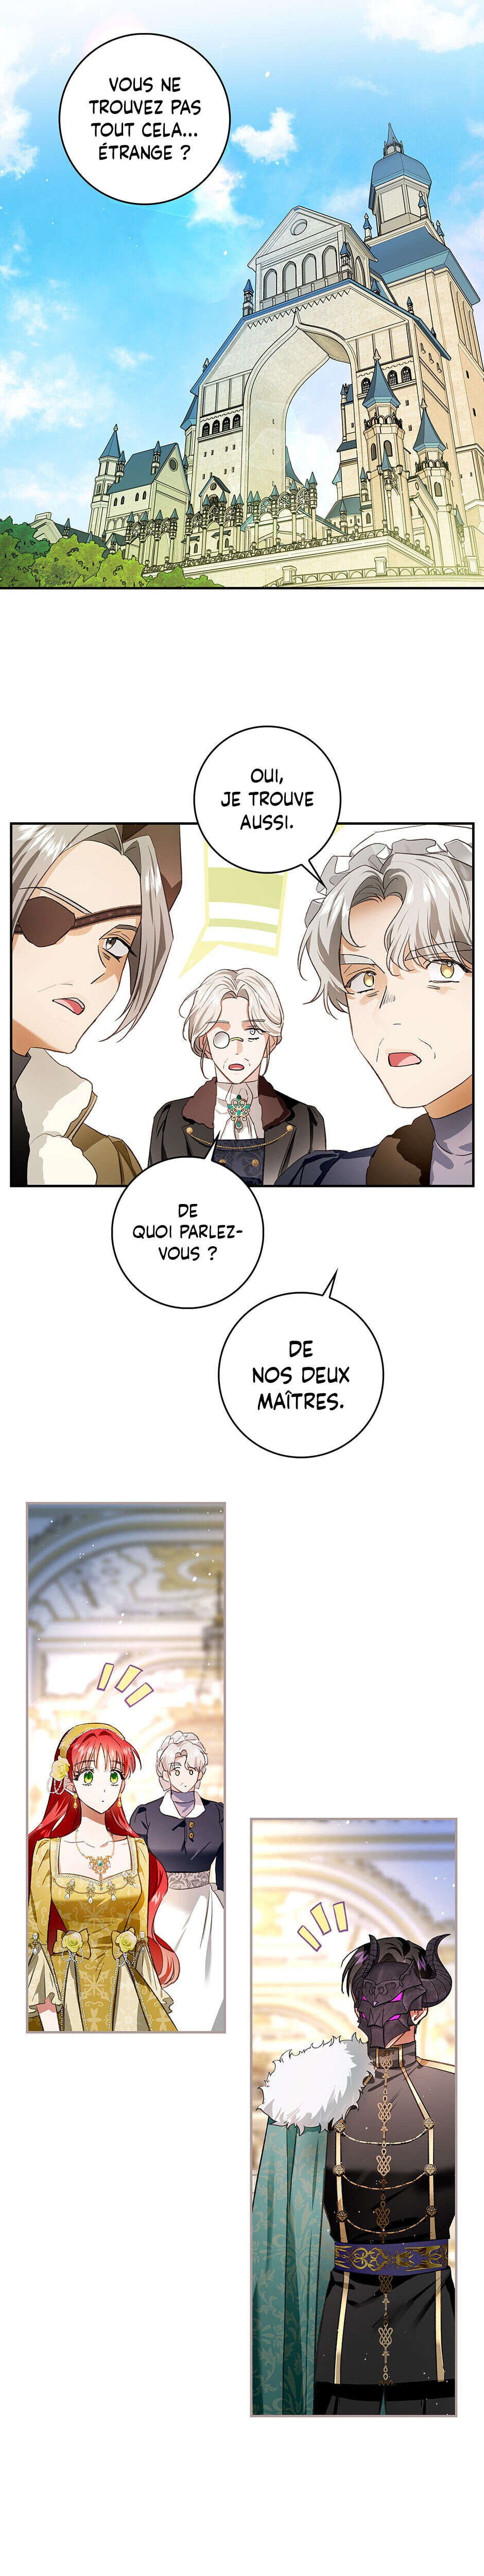 VOUS NE
TROUVEZ PAS
TOUT CELA...
ÉTRANGE ?
OUI,
JE TROUVE
AUSSI.
DE
QUOI PARLEZ-
VOUS ?
DE
NOS DEUX
MAÎTRES.